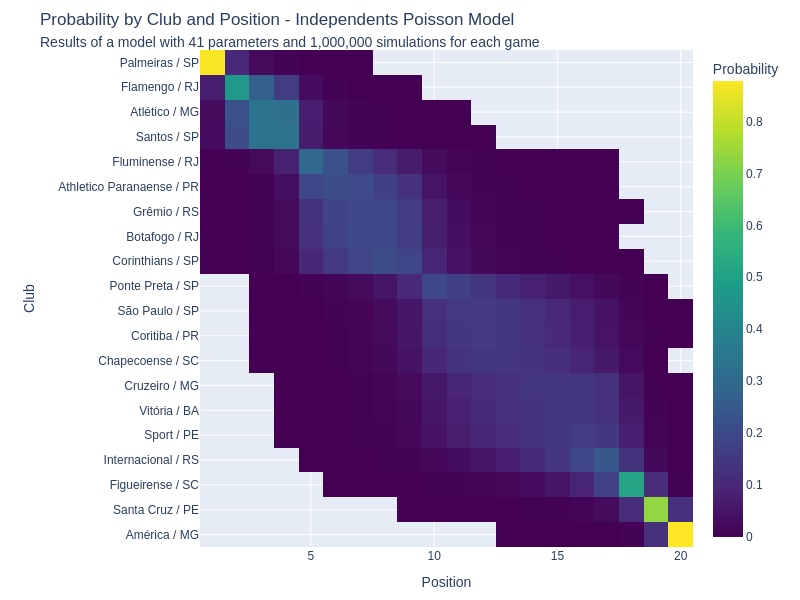 Probability by Club and Position - Independents Poisson Model
Results of a model with 41 parameters and 1,000,000 simulations for each game
Probability
Palmeiras / SP
Flamengo / RJ
Atlético / MG
Santos / SP
Fluminense / RJ
Athletico Paranaense / PR
Grêmio / RS
Botafogo / RJ
Corinthians / SP
Ponte Preta / SP
São Paulo / SP
Coritiba / PR
Chapecoense / SC
Cruzeiro / MG
Vitória / BA
Sport / PE
Internacional / RS
Figueirense / SC
Santa Cruz / PE
América / MG
Club
5
10
15
20
Position
0.8
0.7
0.6
0.5
0.4
0.3
0.2
0.1
0